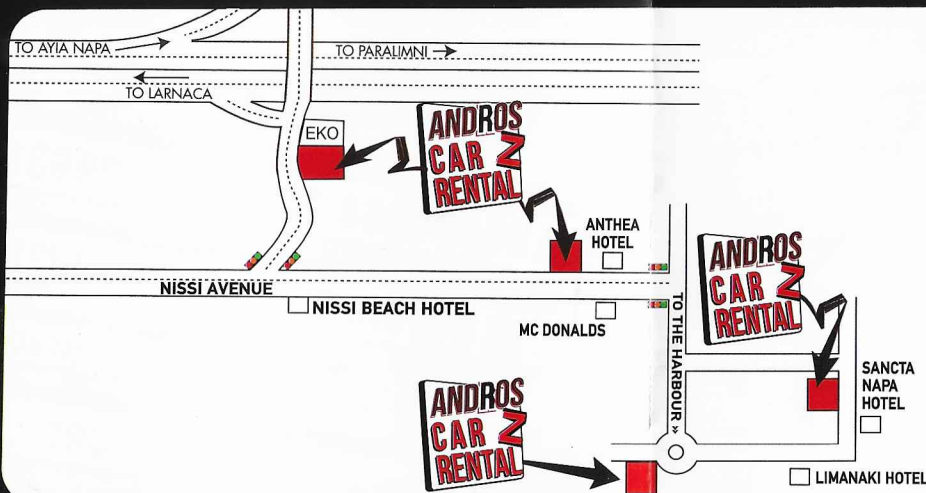 TO AYIA NAPA
TO PARALIMNI
TO LARNACA
EKO
ANDROS
CAR N
RENTAL
ANTHEA
HOTEL
NISSI AVENUE
NISSI BEACH HOTEL
MC DONALDS
TO THE HARBOUR »
ANDROS
CAR N
RENTAL
SANCTA
NAPA
HOTEL
ANDROS
CAR N
RENTAL
LIMANAKI HOTEL